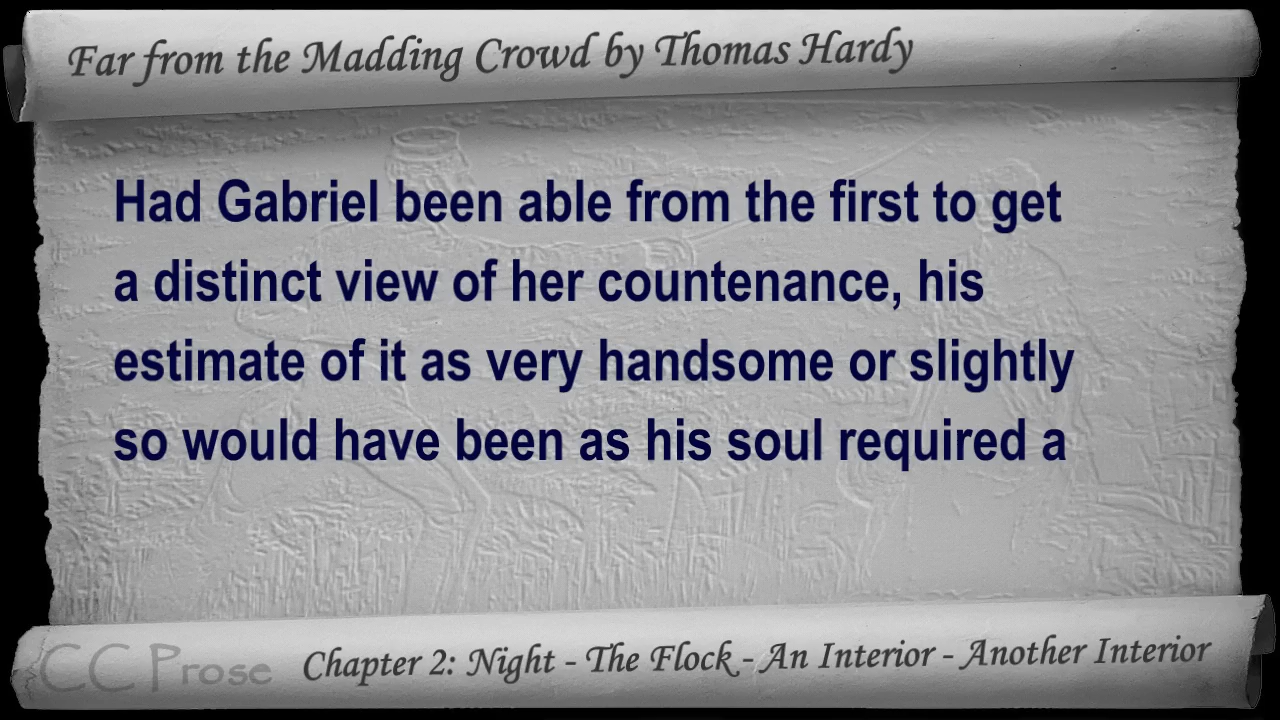 Far from the Madding Crowd by Thomas Hardy
Had Gabriel been able from the first to get
a distinct view of her countenance, his
estimate of it as very handsome or slightly
so would have been as his soul required a
CC Prose
Chapter 2: Night - The Flock - An Interior - Another Interior